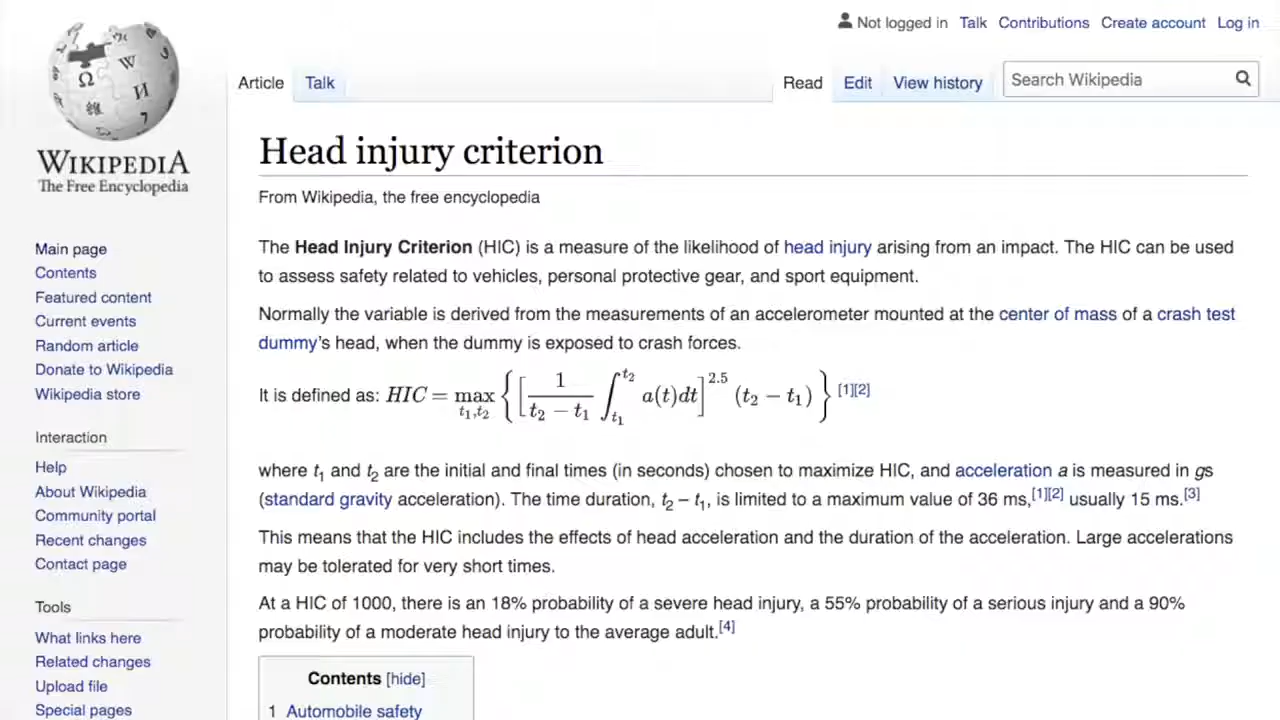 Not logged in Talk Contributions Create account Log in
Article Talk Read Edit View history Search Wikipedia
WIKIPEDIA
The Free Encyclopedia
Main page
Contents
Featured content
Current events
Random article
Donate to Wikipedia
Wikipedia store
Interaction
Help
About Wikipedia
Community portal
Recent changes
Contact page
Tools
What links here
Related changes
Upload file
Special pages
Head injury criterion
From Wikipedia, the free encyclopedia
The Head Injury Criterion (HIC) is a measure of the likelihood of head injury arising from an impact. The HIC can be used
to assess safety related to vehicles, personal protective gear, and sport equipment.
Normally the variable is derived from the measurements of an accelerometer mounted at the center of mass of a crash test
dummy's head, when the dummy is exposed to crash forces.
It is defined as: HIC = max_{t₁,t₂} { [ 1/(t₂ − t₁) ∫_{t₁}^{t₂} a(t)dt ]^{2.5} (t₂ − t₁) } [1][2]
where t₁ and t₂ are the initial and final times (in seconds) chosen to maximize HIC, and acceleration a is measured in gs
(standard gravity acceleration). The time duration, t₂ – t₁, is limited to a maximum value of 36 ms,[1][2] usually 15 ms.[3]
This means that the HIC includes the effects of head acceleration and the duration of the acceleration. Large accelerations
may be tolerated for very short times.
At a HIC of 1000, there is an 18% probability of a severe head injury, a 55% probability of a serious injury and a 90%
probability of a moderate head injury to the average adult.[4]
Contents [hide]
1 Automobile safety